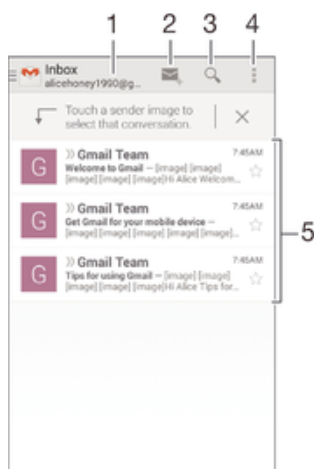 1 2 3 4
Inbox
alicehoney1990@g...
Touch a sender image to
select that conversation.
G
Gmail Team 7:45AM
Welcome to Gmail – [image] [image]
[image] [image] [image]Hi Alice Welcom...
G
Gmail Team 7:45AM
Get Gmail for your mobile device –
[image] [image] [image] [image] [image]...
G
Gmail Team 7:45AM
Tips for using Gmail – [image] [image]
[image] [image] [image]Hi Alice Tips for...
5